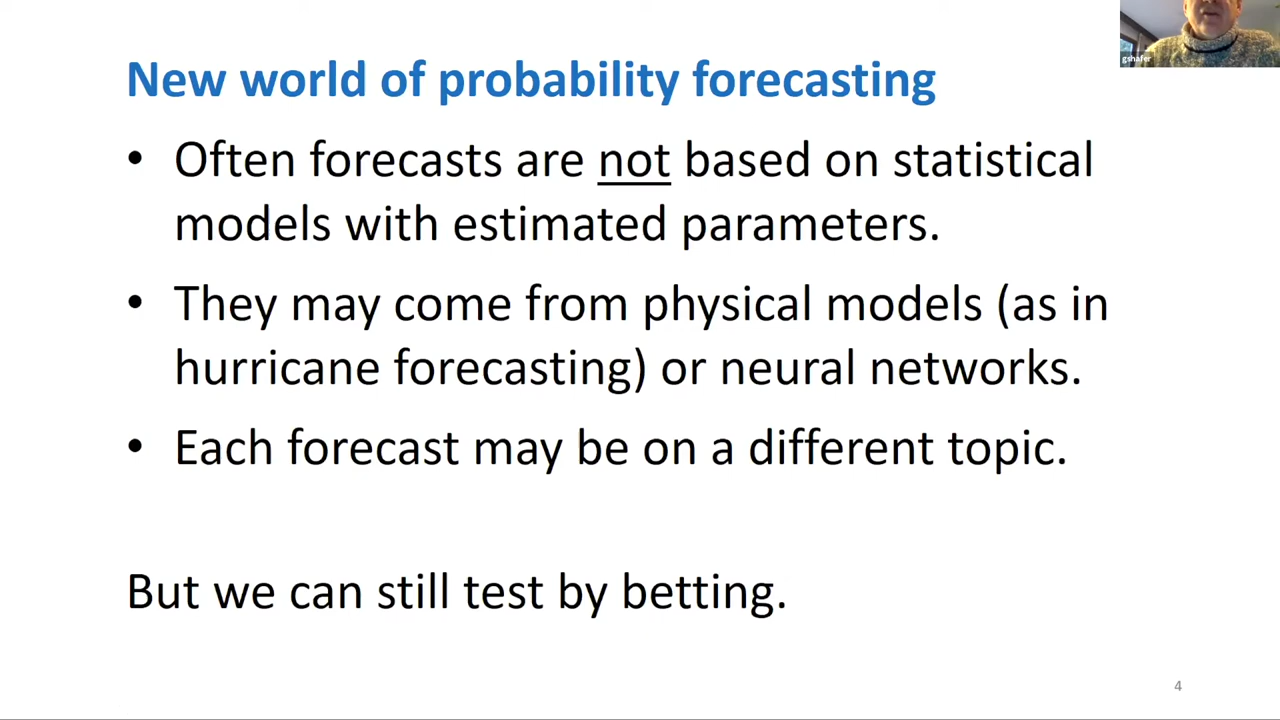 gshafer
New world of probability forecasting
• Often forecasts are not based on statistical
models with estimated parameters.
• They may come from physical models (as in
hurricane forecasting) or neural networks.
• Each forecast may be on a different topic.
But we can still test by betting.
4